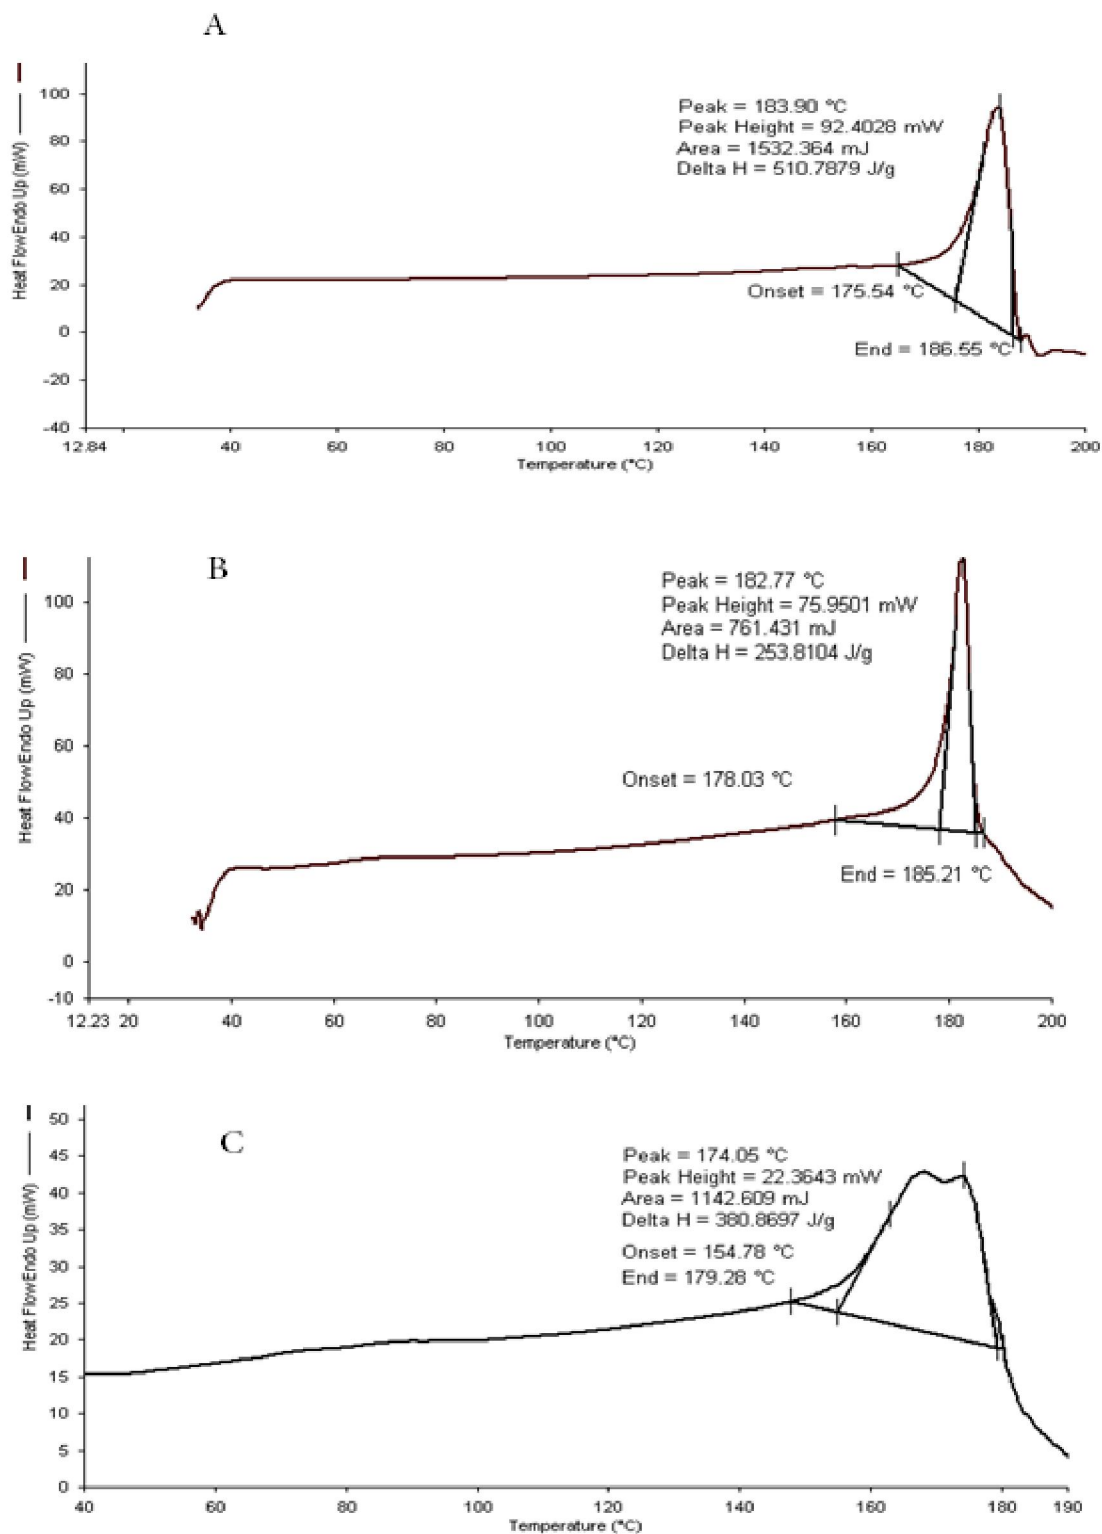 A
Heat Flow Endo Up (mW)
100
80
60
40
20
0
-20
-40
Peak = 183.90 °C
Peak Height = 92.4028 mW
Area = 1532.364 mJ
Delta H = 510.7879 J/g
Onset = 175.54 °C
End = 186.55 °C
12.84 40 60 80 100 120 140 160 180 200
Temperature (°C)
B
Heat Flow Endo Up (mW)
100
80
60
40
20
0
-10
Peak = 182.77 °C
Peak Height = 75.9501 mW
Area = 761.431 mJ
Delta H = 253.8104 J/g
Onset = 178.03 °C
End = 185.21 °C
12.23 20 40 60 80 100 120 140 160 180 200
Temperature (°C)
C
Heat Flow Endo Up (mW)
50
45
40
35
30
25
20
15
10
5
0
Peak = 174.05 °C
Peak Height = 22.3643 mW
Area = 1142.609 mJ
Delta H = 380.8697 J/g
Onset = 154.78 °C
End = 179.28 °C
40 60 80 100 120 140 160 180 190
Temperature (°C)